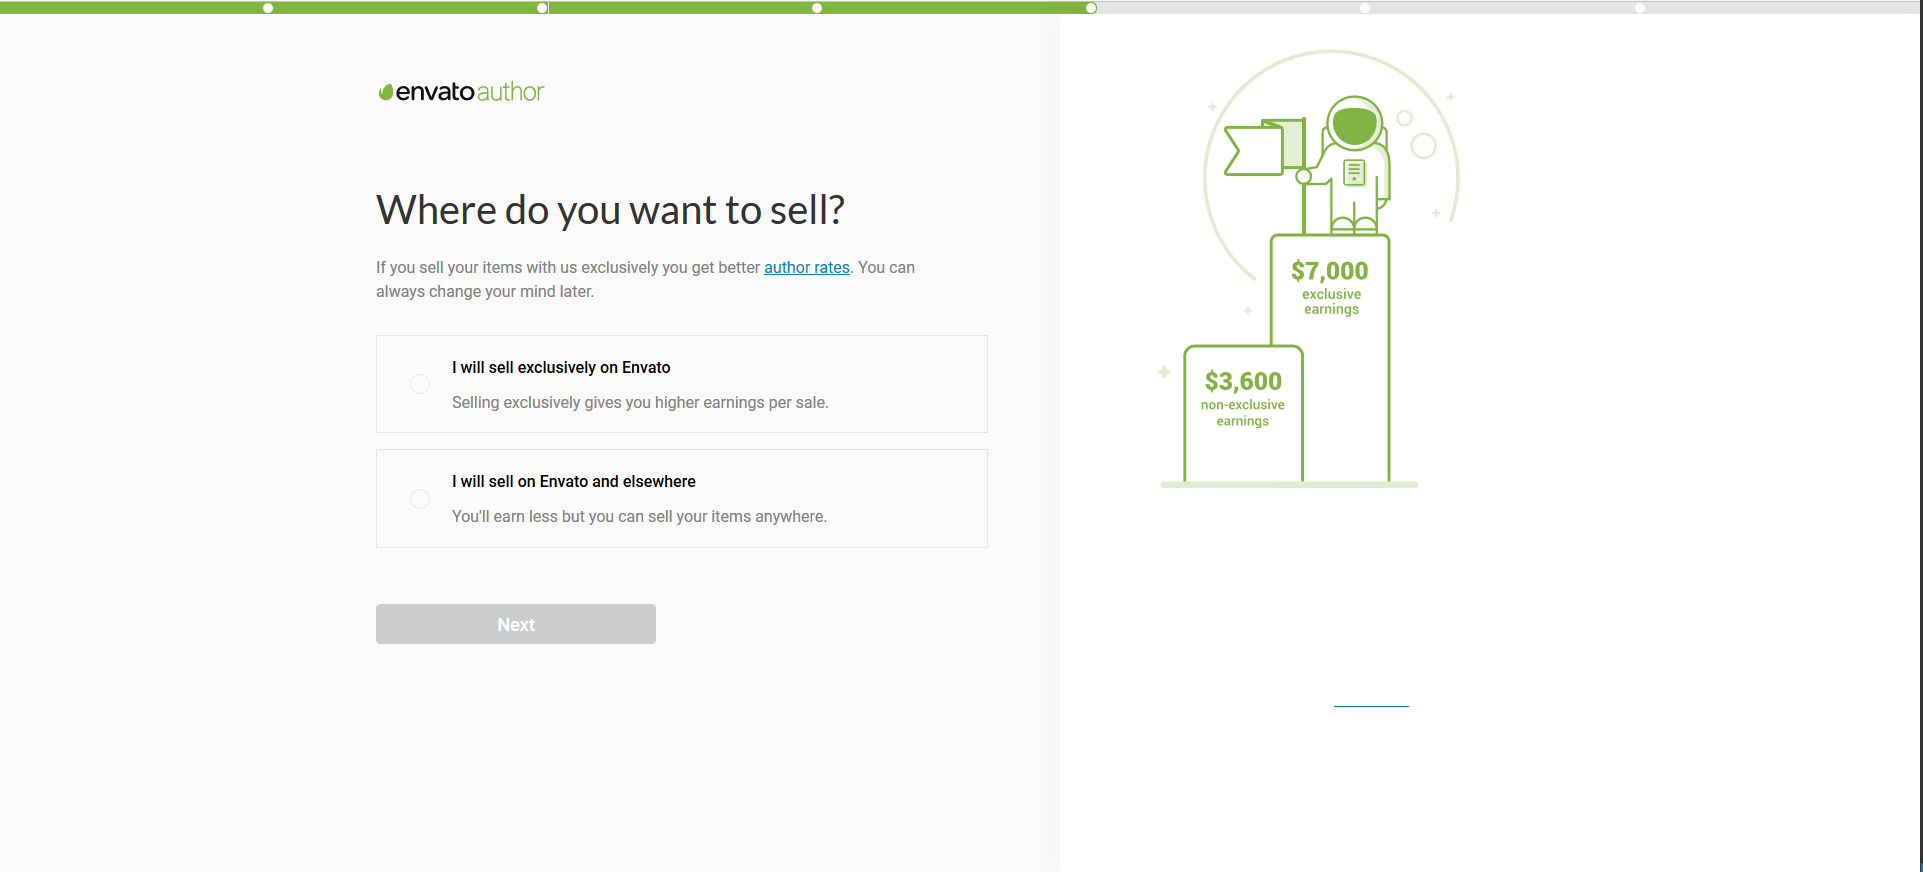 envato author
Where do you want to sell?
If you sell your items with us exclusively you get better author rates. You can
always change your mind later.
I will sell exclusively on Envato
Selling exclusively gives you higher earnings per sale.
I will sell on Envato and elsewhere
You'll earn less but you can sell your items anywhere.
Next
$7,000
exclusive
earnings
$3,600
non-exclusive
earnings